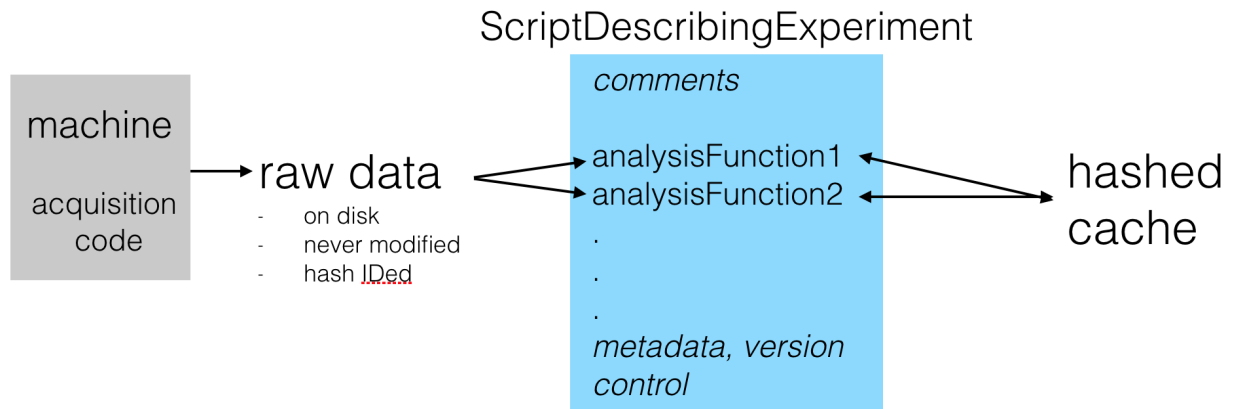 ScriptDescribingExperiment
machine
acquisition
code
raw data
- on disk
- never modified
- hash IDed
comments
analysisFunction1
analysisFunction2
.
.
.
metadata, version
control
hashed
cache